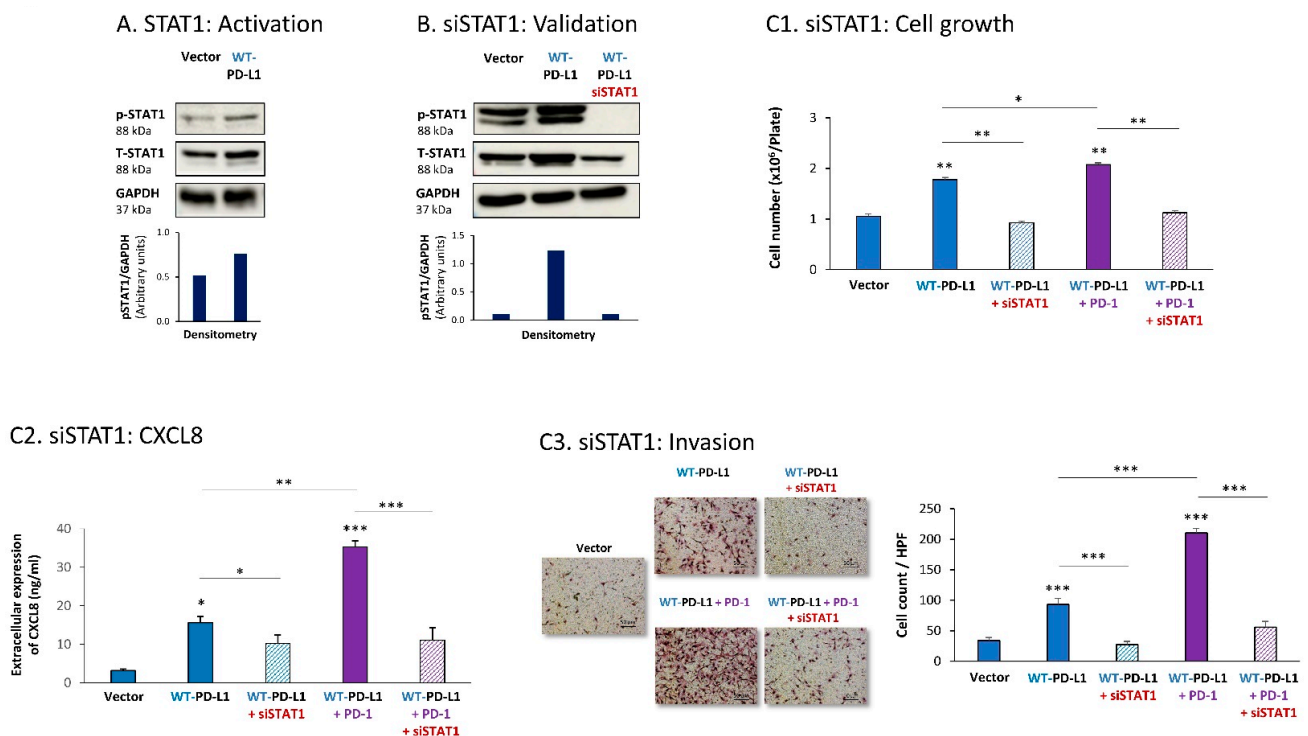 A. STAT1: Activation
Vector
WT-
PD-L1
p-STAT1
88 kDa
T-STAT1
88 kDa
GAPDH
37 kDa
pSTAT1/GAPDH
(Arbitrary units)
1.0
0.5
0.0
Densitometry
B. siSTAT1: Validation
Vector
WT-
PD-L1
WT-
PD-L1
siSTAT1
p-STAT1
88 kDa
T-STAT1
88 kDa
GAPDH
37 kDa
pSTAT1/GAPDH
(Arbitrary units)
1.5
1.0
0.5
0.0
Densitometry
C1. siSTAT1: Cell growth
Cell number (x10⁶/Plate)
3
2
1
0
*
**
**
**
**
Vector
WT-PD-L1
WT-PD-L1
+ siSTAT1
WT-PD-L1
+ PD-1
WT-PD-L1
+ PD-1
+ siSTAT1
C2. siSTAT1: CXCL8
Extracellular expression
of CXCL8 (ng/ml)
40
30
20
10
0
**
***
***
*
*
Vector
WT-PD-L1
WT-PD-L1
+ siSTAT1
WT-PD-L1
+ PD-1
WT-PD-L1
+ PD-1
+ siSTAT1
C3. siSTAT1: Invasion
Vector
WT-PD-L1
WT-PD-L1
+ siSTAT1
WT-PD-L1 + PD-1
WT-PD-L1 + PD-1
+ siSTAT1
Cell count / HPF
250
200
150
100
50
0
***
***
***
***
***
Vector
WT-PD-L1
WT-PD-L1
+ siSTAT1
WT-PD-L1
+ PD-1
WT-PD-L1
+ PD-1
+ siSTAT1